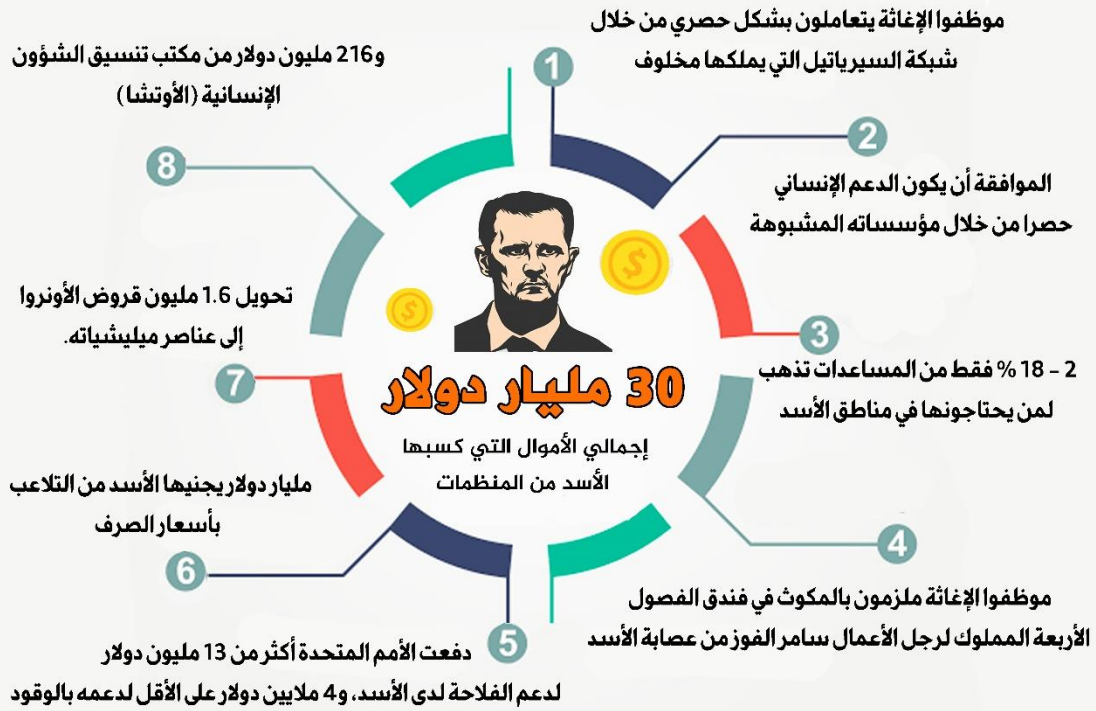 موظفوا الإغاثة يتعاملون بشكل حصري من خلال
شبكة السيرياتيل التي يملكها مخلوف
1
2
الموافقة أن يكون الدعم الإنساني
حصرا من خلال مؤسساته المشبوهة
3
2 - 18 % فقط من المساعدات تذهب
لمن يحتاجونها في مناطق الأسد
4
موظفوا الإغاثة ملزمون بالمكوث في فندق الفصول
الأربعة المملوك لرجل الأعمال سامر الفوز من عصابة الأسد
5
دفعت الأمم المتحدة أكثر من 13 مليون دولار
لدعم الفلاحة لدى الأسد، و4 ملايين دولار على الأقل لدعمه بالوقود
6
مليار دولار يجنيها الأسد من التلاعب
بأسعار الصرف
7
تحويل 1.6 مليون قروض الأونروا
إلى عناصر ميليشياته.
8
و216 مليون دولار من مكتب تنسيق الشؤون
الإنسانية (الأوتشا)
$
$
30 مليار دولار
إجمالي الأموال التي كسبها
الأسد من المنظمات